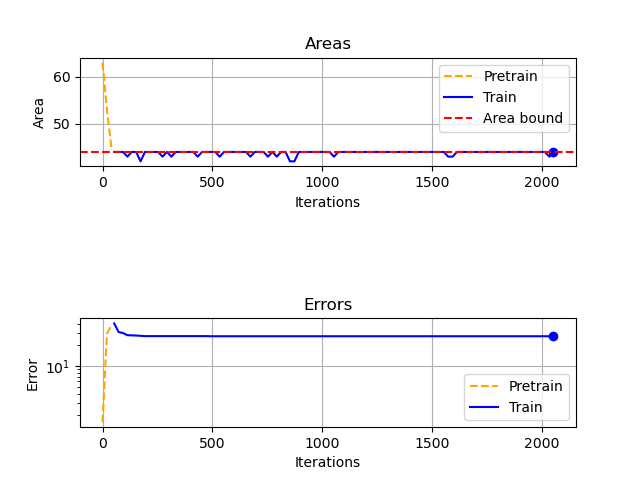 Areas
Area
60
50
Pretrain
Train
Area bound
0
500
1000
1500
2000
Iterations
Errors
Error
10¹
Pretrain
Train
0
500
1000
1500
2000
Iterations